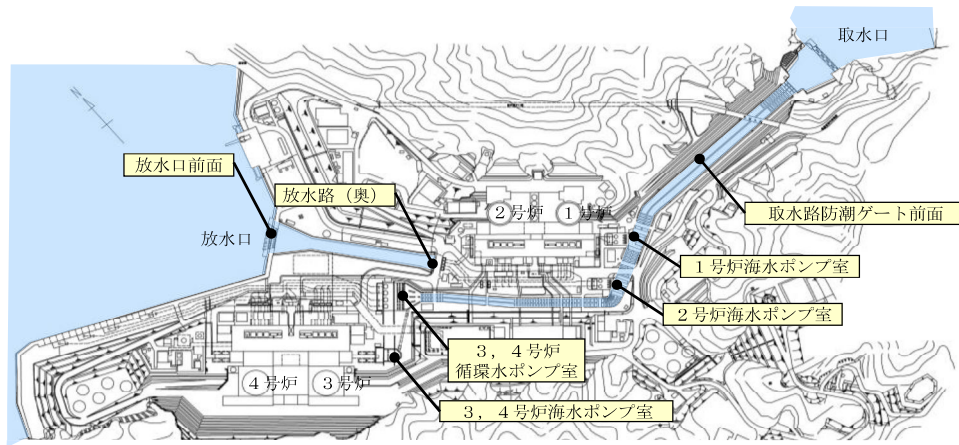 取水口
放水口前面
放水路（奥）
２号炉
１号炉
取水路防潮ゲート前面
放水口
１号炉海水ポンプ室
２号炉海水ポンプ室
３，４号炉
循環水ポンプ室
４号炉
３号炉
３，４号炉海水ポンプ室
N